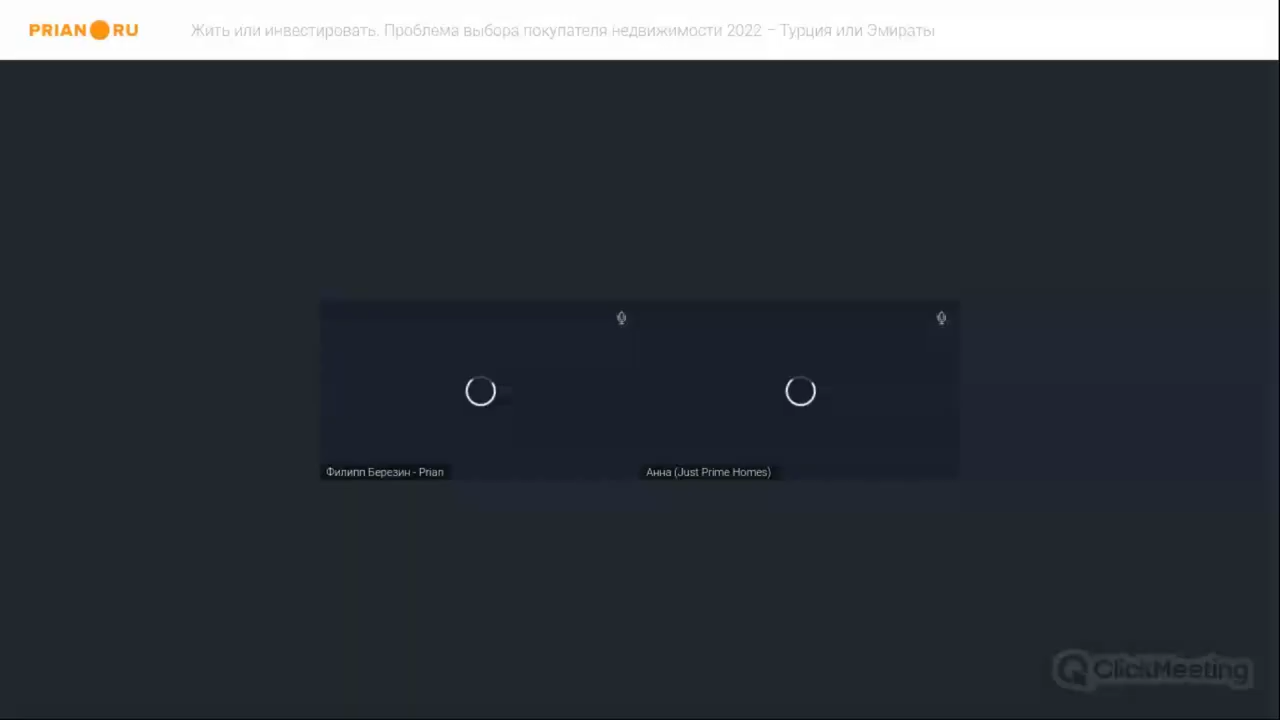 PRIAN RU
Жить или инвестировать. Проблема выбора покупателя недвижимости 2022 – Турция или Эмираты
Филипп Березин - Prian
Анна (Just Prime Homes)
ClickMeeting